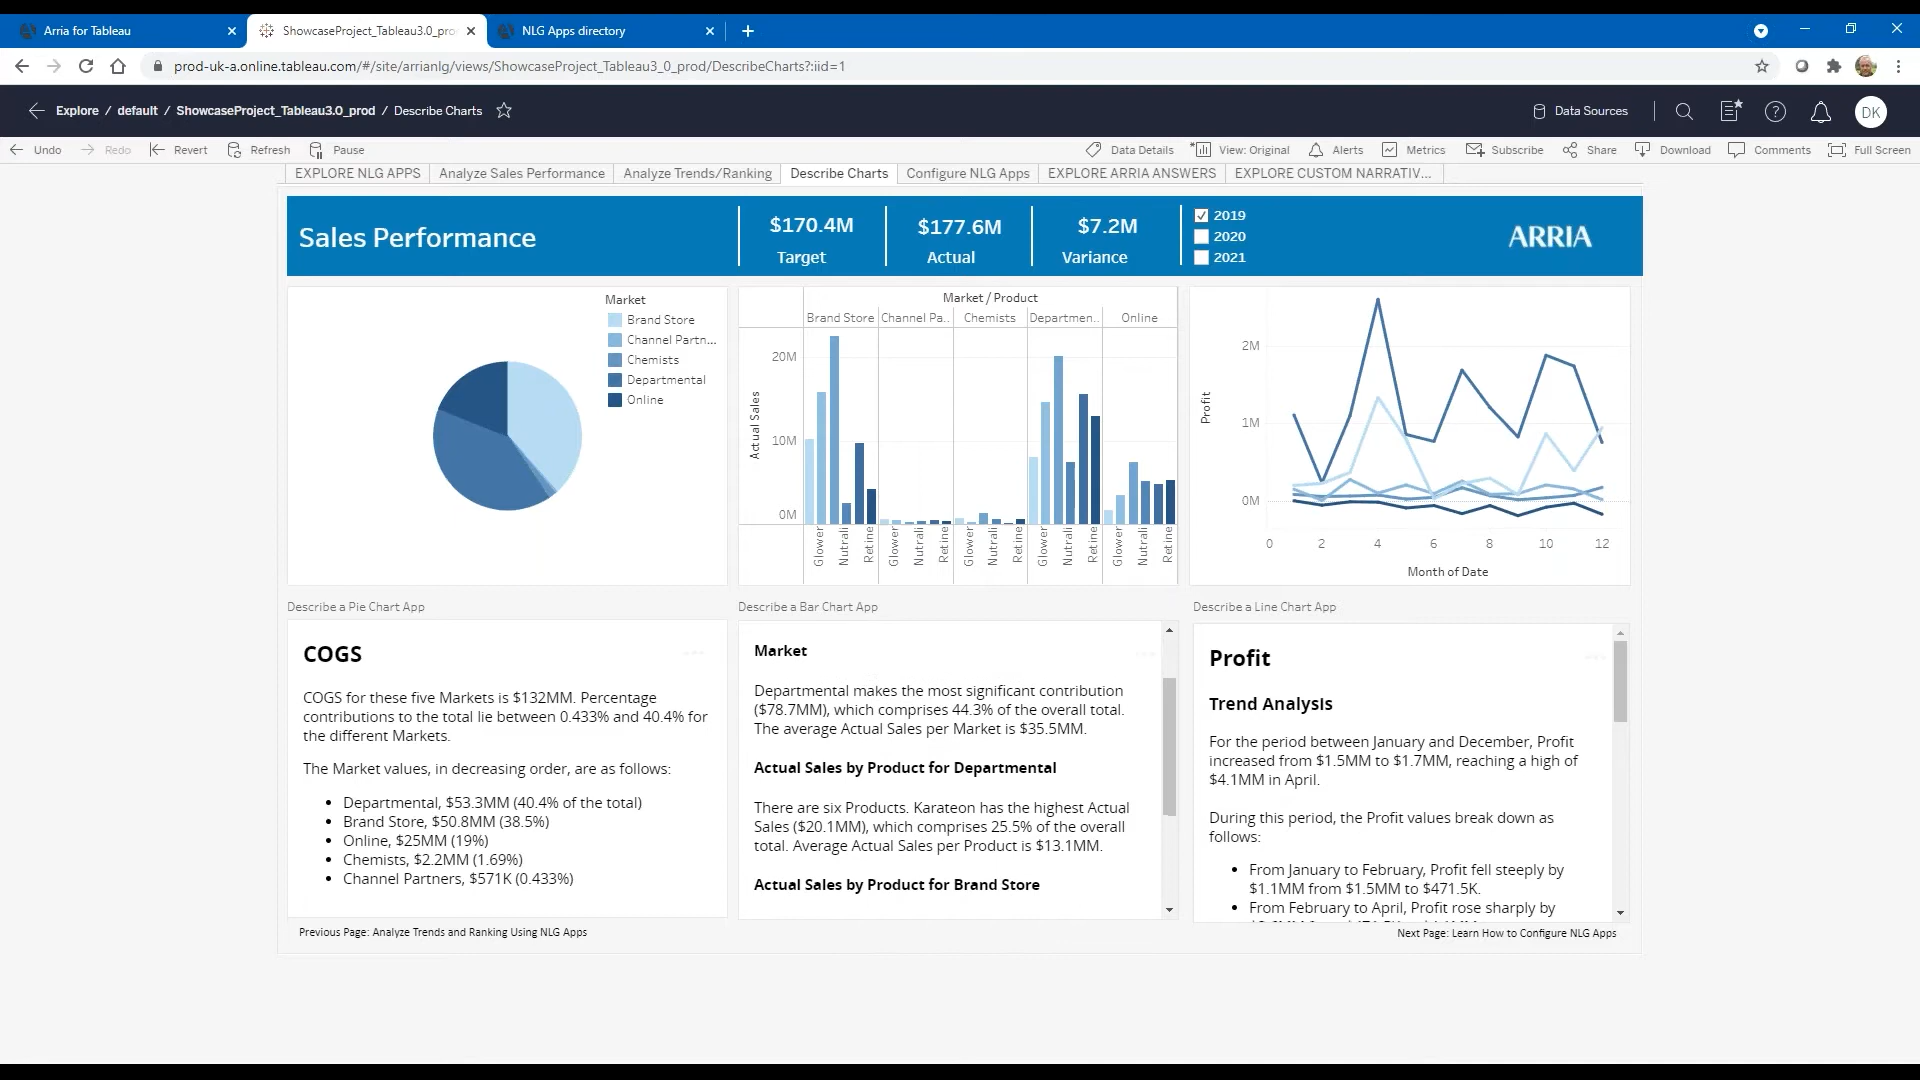 Arria for Tableau
ShowcaseProject_Tableau3.0_pro
NLG Apps directory
prod-uk-a.online.tableau.com/#/site/arrianlg/views/ShowcaseProject_Tableau3_0_prod/DescribeCharts?:iid=1
Explore / default / ShowcaseProject_Tableau3.0_prod / Describe Charts
Data Sources
DK
Undo
Redo
Revert
Refresh
Pause
Data Details
View: Original
Alerts
Metrics
Subscribe
Share
Download
Comments
Full Screen
EXPLORE NLG APPS
Analyze Sales Performance
Analyze Trends/Ranking
Describe Charts
Configure NLG Apps
EXPLORE ARRIA ANSWERS
EXPLORE CUSTOM NARRATIV...
Sales Performance
$170.4M
Target
$177.6M
Actual
$7.2M
Variance
2019
2020
2021
ARRIA
Market
Brand Store
Channel Partn...
Chemists
Departmental
Online
Market / Product
Brand Store
Channel Pa..
Chemists
Departmen..
Online
Actual Sales
20M
10M
0M
Glower
Nutrali
Retine
Glower
Nutrali
Retine
Glower
Nutrali
Retine
Glower
Nutrali
Retine
Glower
Nutrali
Retine
Profit
2M
1M
0M
0
2
4
6
8
10
12
Month of Date
Describe a Pie Chart App
COGS
COGS for these five Markets is $132MM. Percentage
contributions to the total lie between 0.433% and 40.4% for
the different Markets.
The Market values, in decreasing order, are as follows:
• Departmental, $53.3MM (40.4% of the total)
• Brand Store, $50.8MM (38.5%)
• Online, $25MM (19%)
• Chemists, $2.2MM (1.69%)
• Channel Partners, $571K (0.433%)
Describe a Bar Chart App
Market
Departmental makes the most significant contribution
($78.7MM), which comprises 44.3% of the overall total.
The average Actual Sales per Market is $35.5MM.
Actual Sales by Product for Departmental
There are six Products. Karateon has the highest Actual
Sales ($20.1MM), which comprises 25.5% of the overall
total. Average Actual Sales per Product is $13.1MM.
Actual Sales by Product for Brand Store
Describe a Line Chart App
Profit
Trend Analysis
For the period between January and December, Profit
increased from $1.5MM to $1.7MM, reaching a high of
$4.1MM in April.
During this period, the Profit values break down as
follows:
• From January to February, Profit fell steeply by
$1.1MM from $1.5MM to $471.5K.
• From February to April, Profit rose sharply by
Previous Page: Analyze Trends and Ranking Using NLG Apps
Next Page: Learn How to Configure NLG Apps